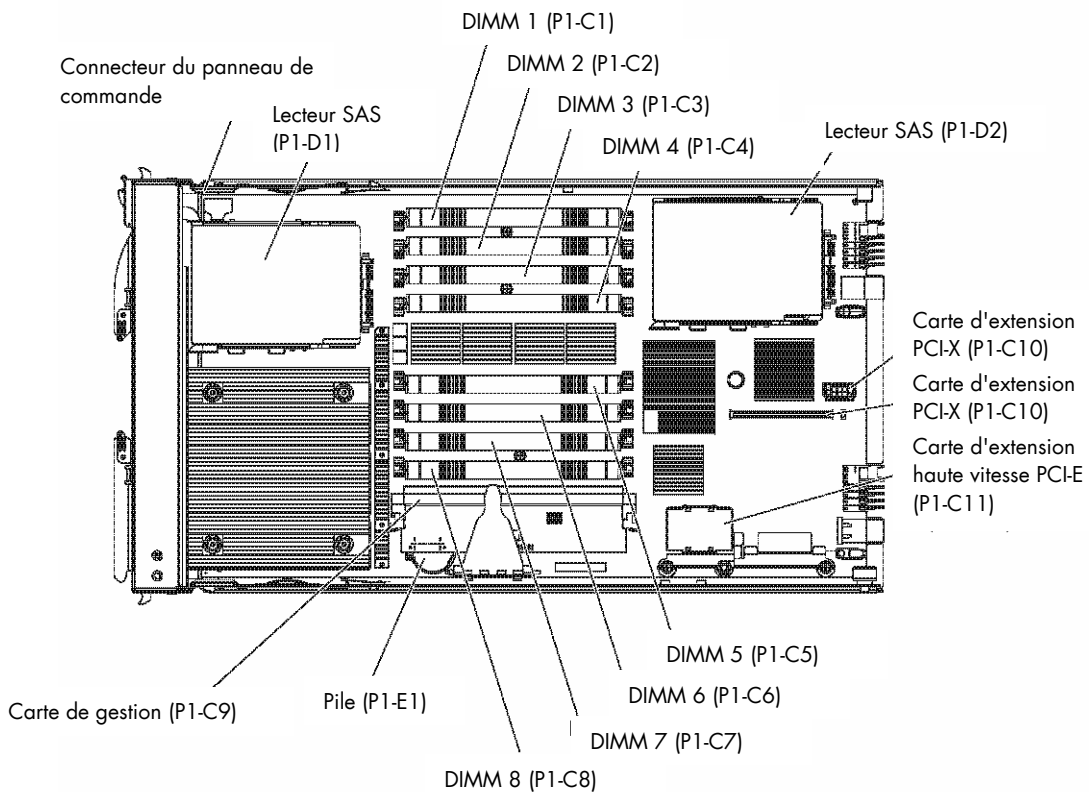 DIMM 1 (P1-C1)
Connecteur du panneau de
commande
DIMM 2 (P1-C2)
Lecteur SAS
(P1-D1)
DIMM 3 (P1-C3)
DIMM 4 (P1-C4)
Lecteur SAS (P1-D2)
Carte d'extension
PCI-X (P1-C10)
Carte d'extension
PCI-X (P1-C10)
Carte d'extension
haute vitesse PCI-E
(P1-C11)
DIMM 5 (P1-C5)
DIMM 6 (P1-C6)
Pile (P1-E1)
Carte de gestion (P1-C9)
DIMM 7 (P1-C7)
DIMM 8 (P1-C8)